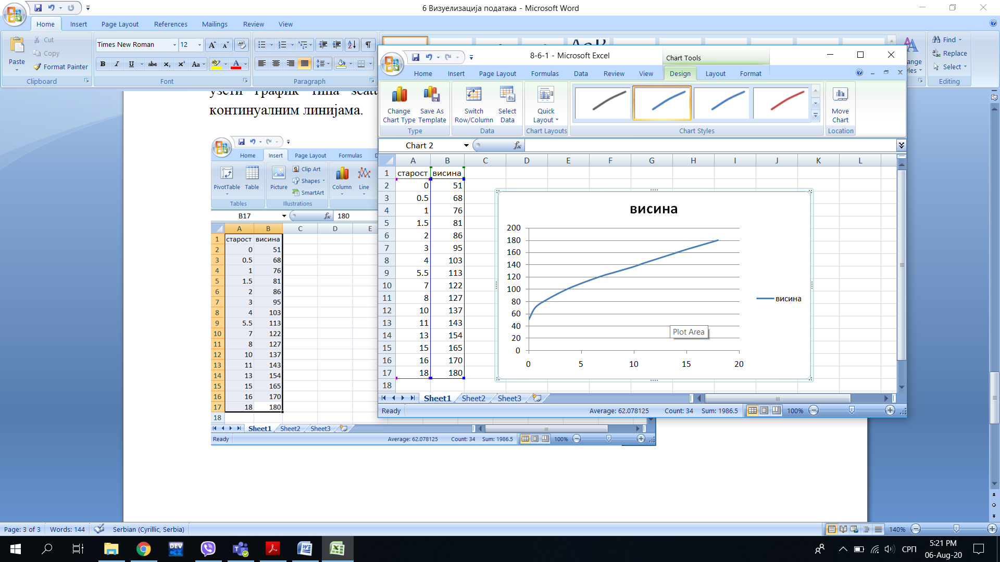 6 Визуелизација података - Microsoft Word
Home Insert Page Layout References Mailings Review View
Paste
Cut
Copy
Format Painter
Clipboard
Times New Roman 12
Font
Paragraph
Find
Replace
Select
Editing
континуалним линијама.
Home Insert Page Layout Formulas
PivotTable Table
Tables
Picture
Clip Art
Shapes
SmartArt
Illustrations
Column Line
B17 180
A B C D E
1 старост висина
2 0 51
3 0.5 68
4 1 76
5 1.5 81
6 2 86
7 3 95
8 4 103
9 5.5 113
10 7 122
11 8 127
12 10 137
13 11 143
14 13 154
15 15 165
16 16 170
17 18 180
18
Sheet1 Sheet2 Sheet3
Ready Average: 62.078125 Count: 34 Sum: 1986.5 100%
8-6-1 - Microsoft Excel
Chart Tools
Home Insert Page Layout Formulas Data Review View Design Layout Format
Change Chart Type
Save As Template
Type
Switch Row/Column
Select Data
Data
Quick Layout
Chart Layouts
Chart Styles
Move Chart
Location
Chart 2
A B C D E F G H I J K L
1 старост висина
2 0 51
3 0.5 68
4 1 76
5 1.5 81
6 2 86
7 3 95
8 4 103
9 5.5 113
10 7 122
11 8 127
12 10 137
13 11 143
14 13 154
15 15 165
16 16 170
17 18 180
18
висина
200
180
160
140
120
100
80
60
40
20
0
0 5 10 15 20
висина
Plot Area
Sheet1 Sheet2 Sheet3
Ready Average: 62.078125 Count: 34 Sum: 1986.5 100%
Page: 3 of 3 Words: 144 Serbian (Cyrillic, Serbia) 140%
DEV
СРП
5:21 PM
06-Aug-20